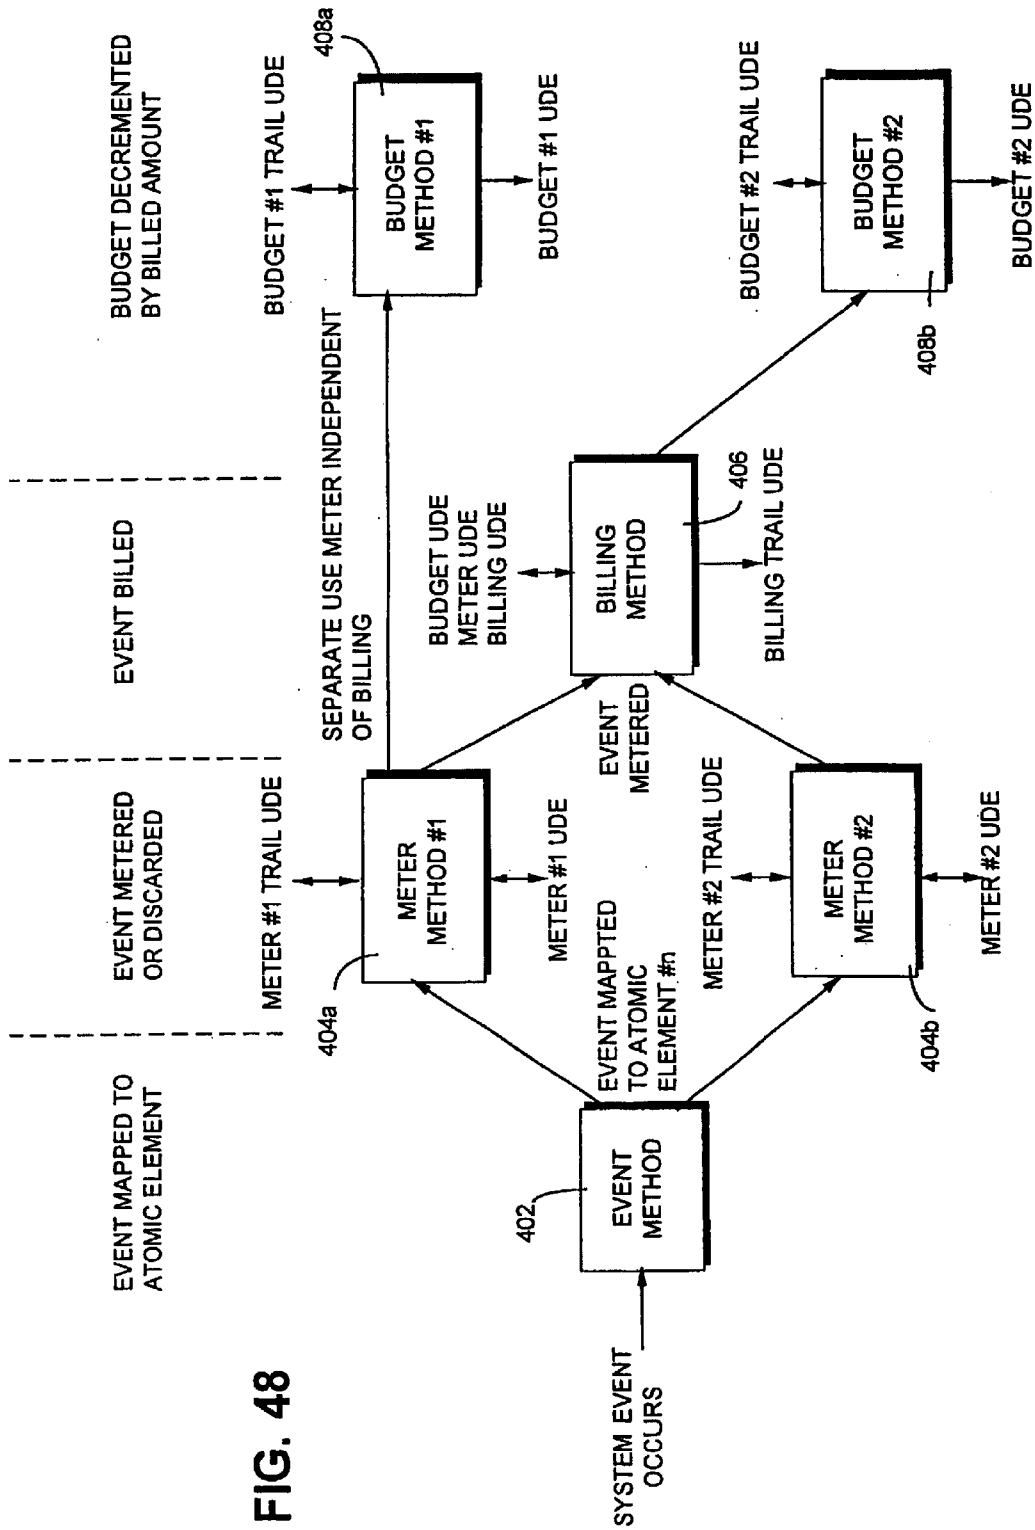 FIG. 48
EVENT MAPPED TO
ATOMIC ELEMENT
EVENT METERED
OR DISCARDED
EVENT BILLED
BUDGET DECREMENTED
BY BILLED AMOUNT
SYSTEM EVENT
OCCURS
402
EVENT
METHOD
EVENT MAPPTED
TO ATOMIC
ELEMENT #n
METER #1 TRAIL UDE
404a
METER
METHOD #1
METER #1 UDE
METER #2 TRAIL UDE
METER
METHOD #2
404b
METER #2 UDE
SEPARATE USE METER INDEPENDENT
OF BILLING
EVENT
METERED
BUDGET UDE
METER UDE
BILLING UDE
BILLING
METHOD
406
BILLING TRAIL UDE
BUDGET #1 TRAIL UDE
408a
BUDGET
METHOD #1
BUDGET #1 UDE
BUDGET #2 TRAIL UDE
BUDGET
METHOD #2
408b
BUDGET #2 UDE